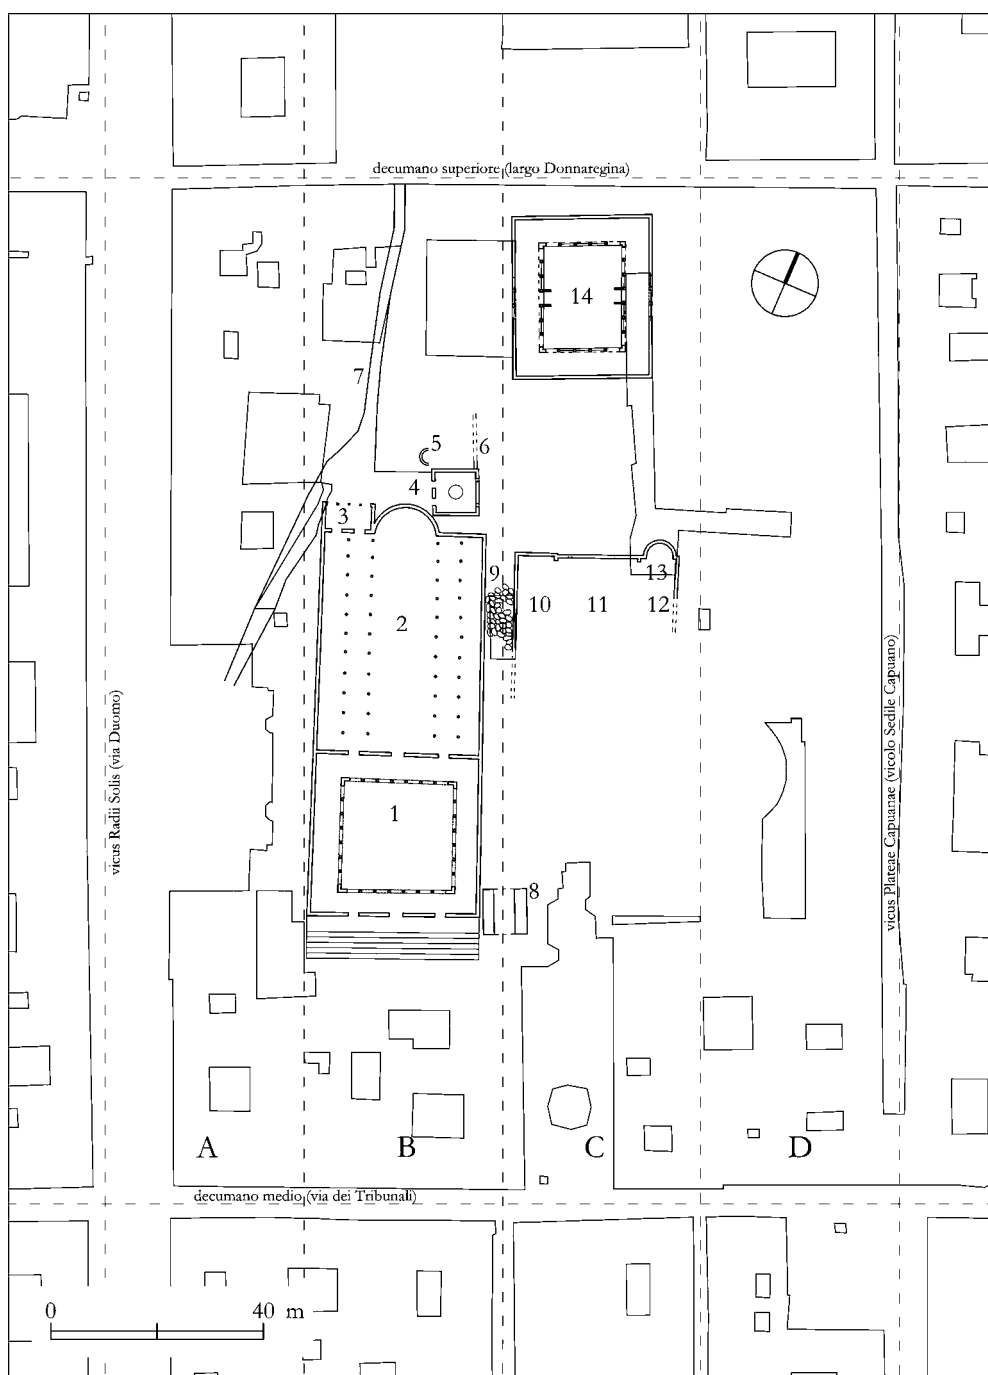 decumano superiore (largo Donnaregina)
14
7
5
6
4
3
9
13
10
11
12
2
vicus Radii Solis (via Duomo)
vicus Plateae Capuanae (vicolo Sedile Capuano)
1
8
A
B
C
D
decumano medio (via dei Tribunali)
0
40 m